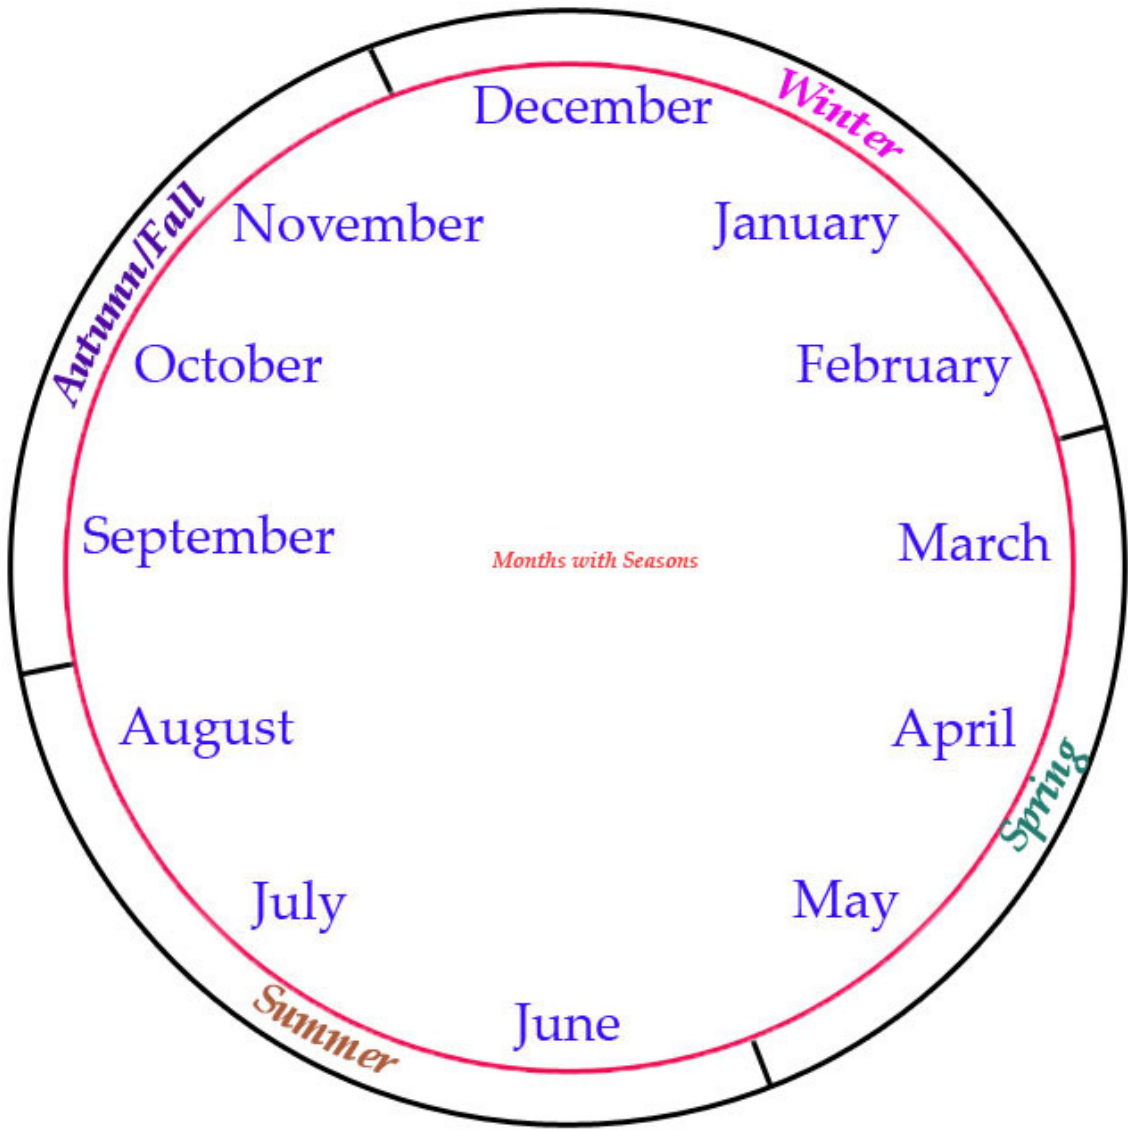 December
Winter
January
February
March
April
Spring
May
June
Summer
July
August
September
October
Autumn/Fall
November
Months with Seasons